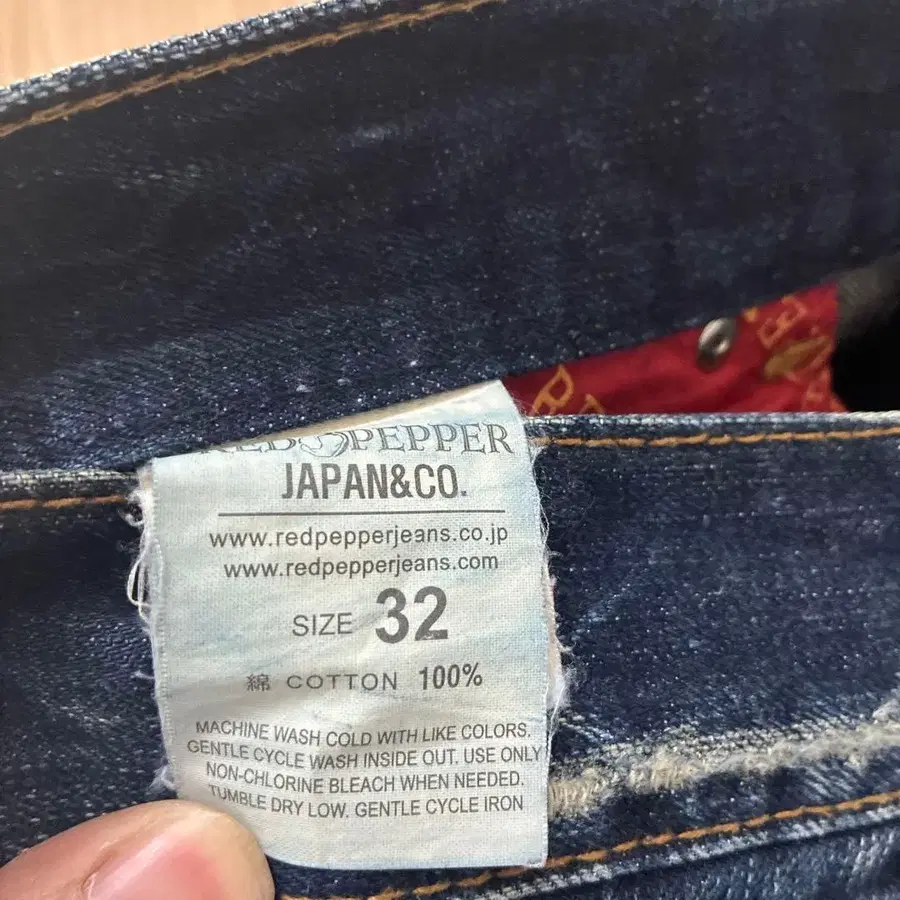 RED PEPPER
JAPAN&CO.
www.redpepperjeans.co.jp
www.redpepperjeans.com
SIZE 32
綿 COTTON 100%
MACHINE WASH COLD WITH LIKE COLORS.
GENTLE CYCLE WASH INSIDE OUT. USE ONLY
NON-CHLORINE BLEACH WHEN NEEDED.
TUMBLE DRY LOW. GENTLE CYCLE IRON